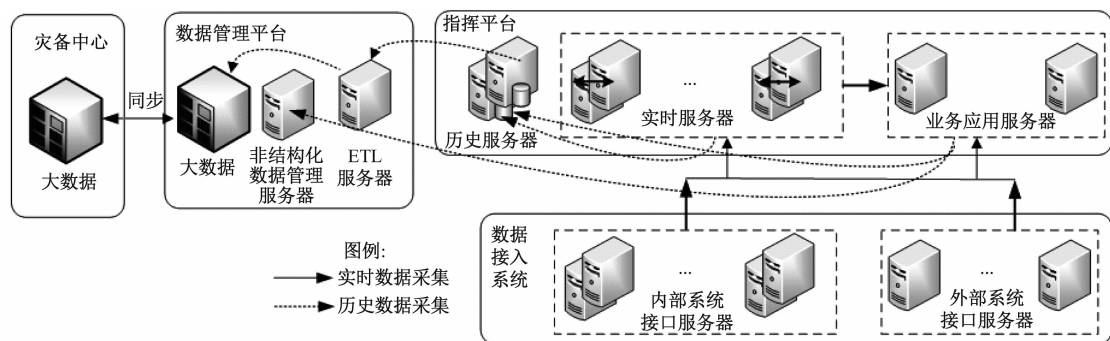 灾备中心
大数据
同步
数据管理平台
大数据
非结构化
数据管理
服务器
ETL
服务器
指挥平台
历史服务器
...
实时服务器
业务应用服务器
数据
接入
系统
...
内部系统
接口服务器
...
外部系统
接口服务器
图例:
实时数据采集
历史数据采集